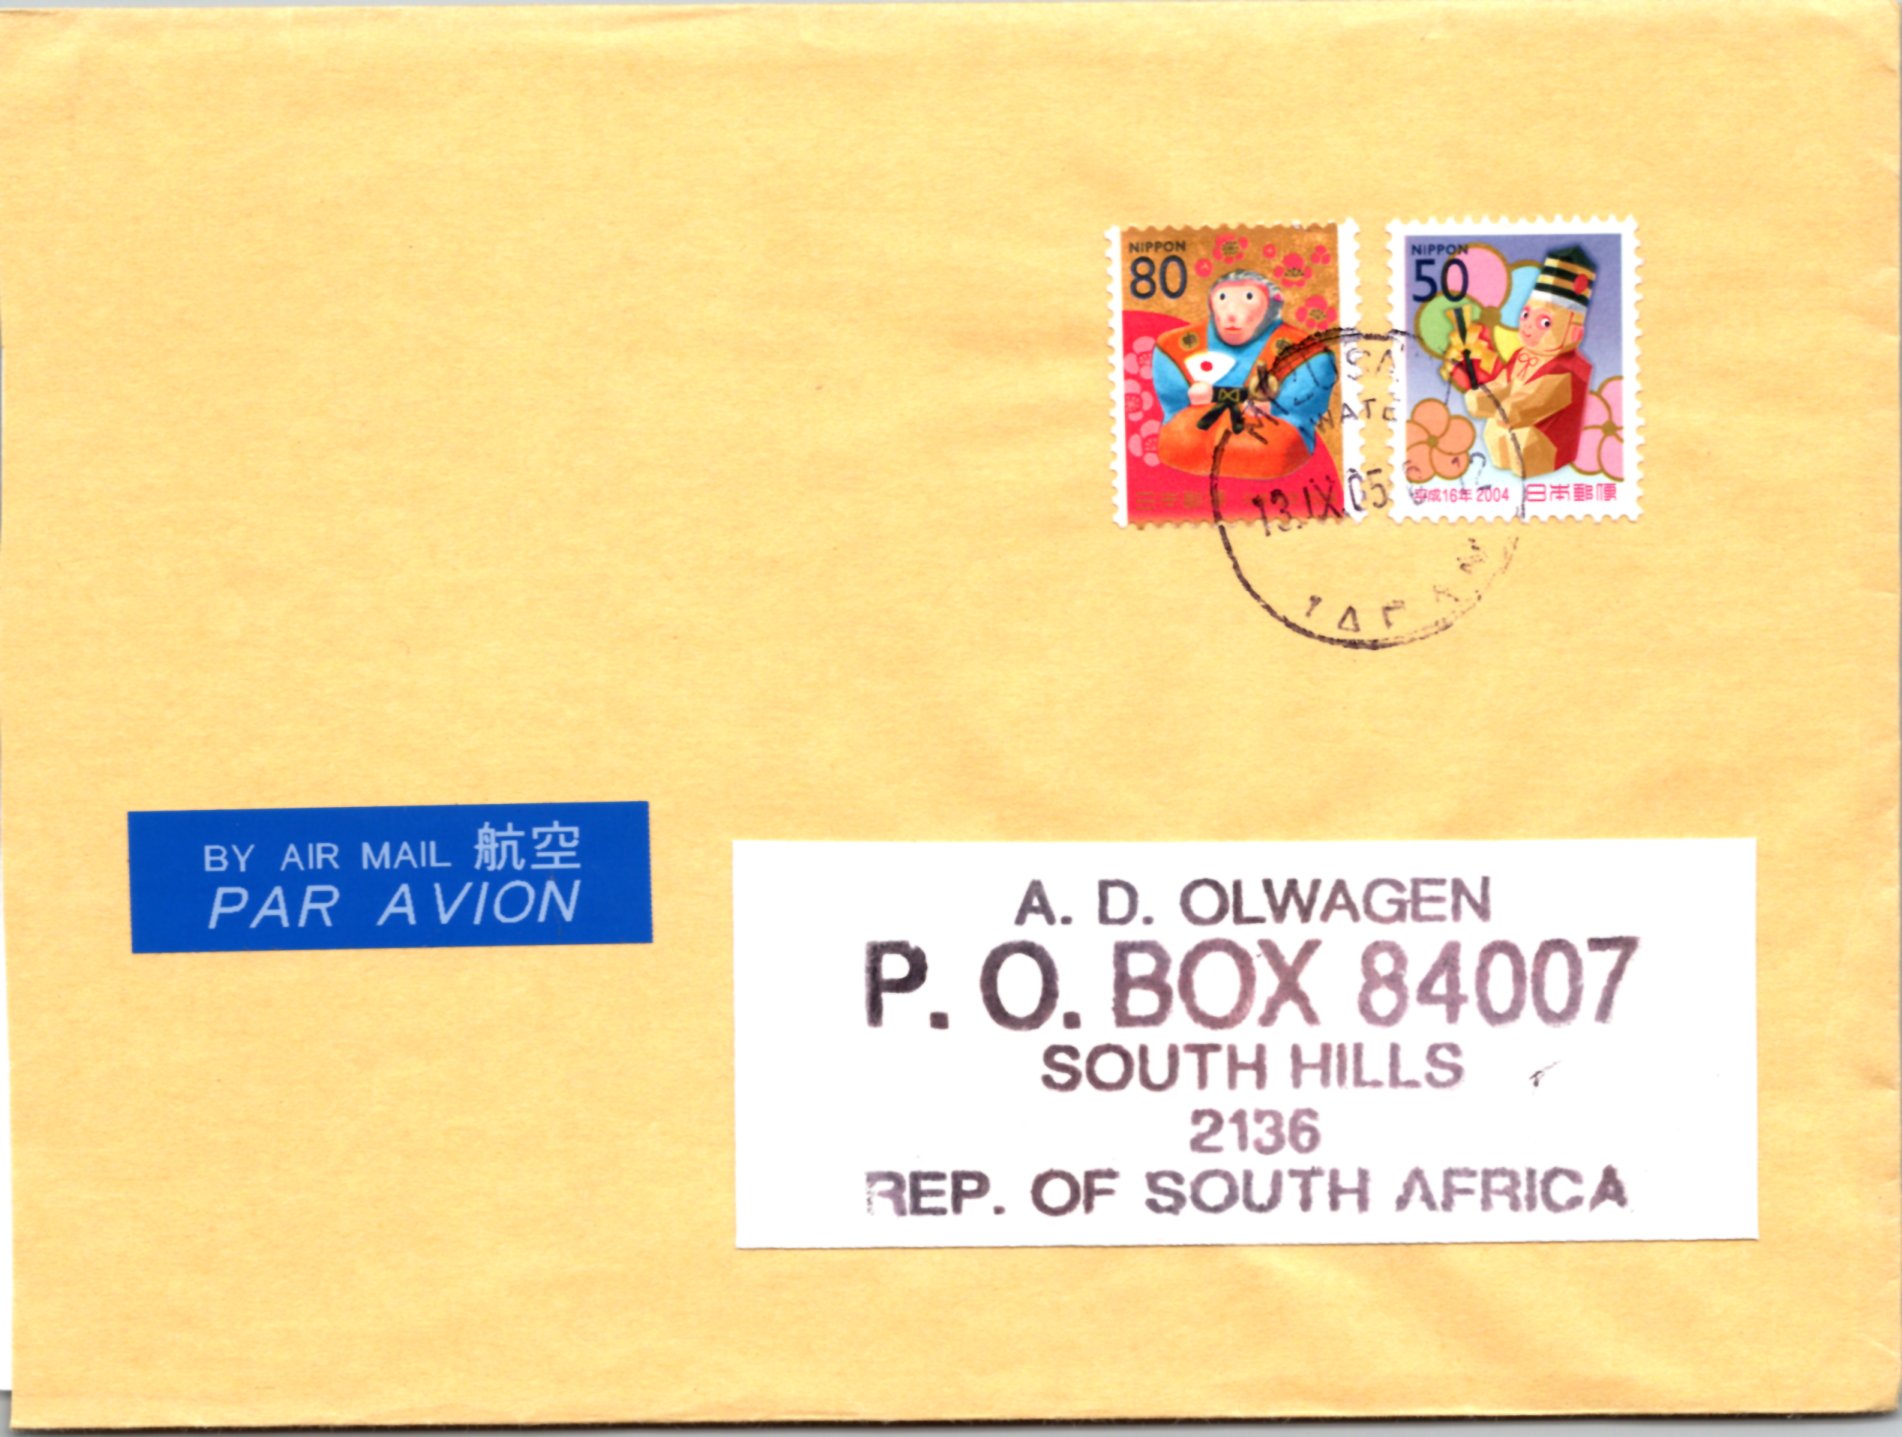 NIPPON
80
NIPPON
50
平成16年 2004 日本郵便
13.IX.05
JAPAN
BY AIR MAIL 航空
PAR AVION
A. D. OLWAGEN
P. O. BOX 84007
SOUTH HILLS
2136
REP. OF SOUTH AFRICA